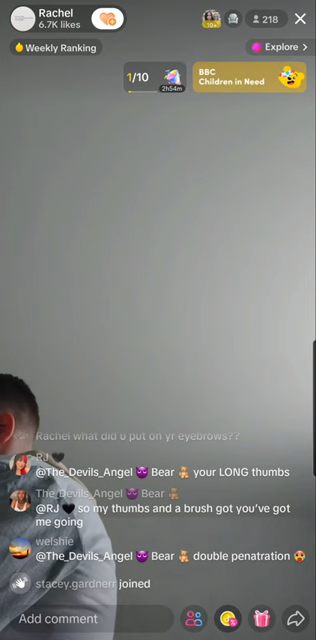 Rachel
6.7K likes
218
Weekly Ranking
Explore >
1/10
2h54m
BBC
Children in Need
Rachel what did u put on yr eyebrows??
RJ 🖤
@The_Devils_Angel 😈 Bear 🧸 your LONG thumbs
The_Devils_Angel 😈 Bear 🧸
@RJ 🖤 so my thumbs and a brush got you've got
me going
welshie
@The_Devils_Angel 😈 Bear 🧸 double penatration 🥵
stacey.gardnerr joined
Add comment